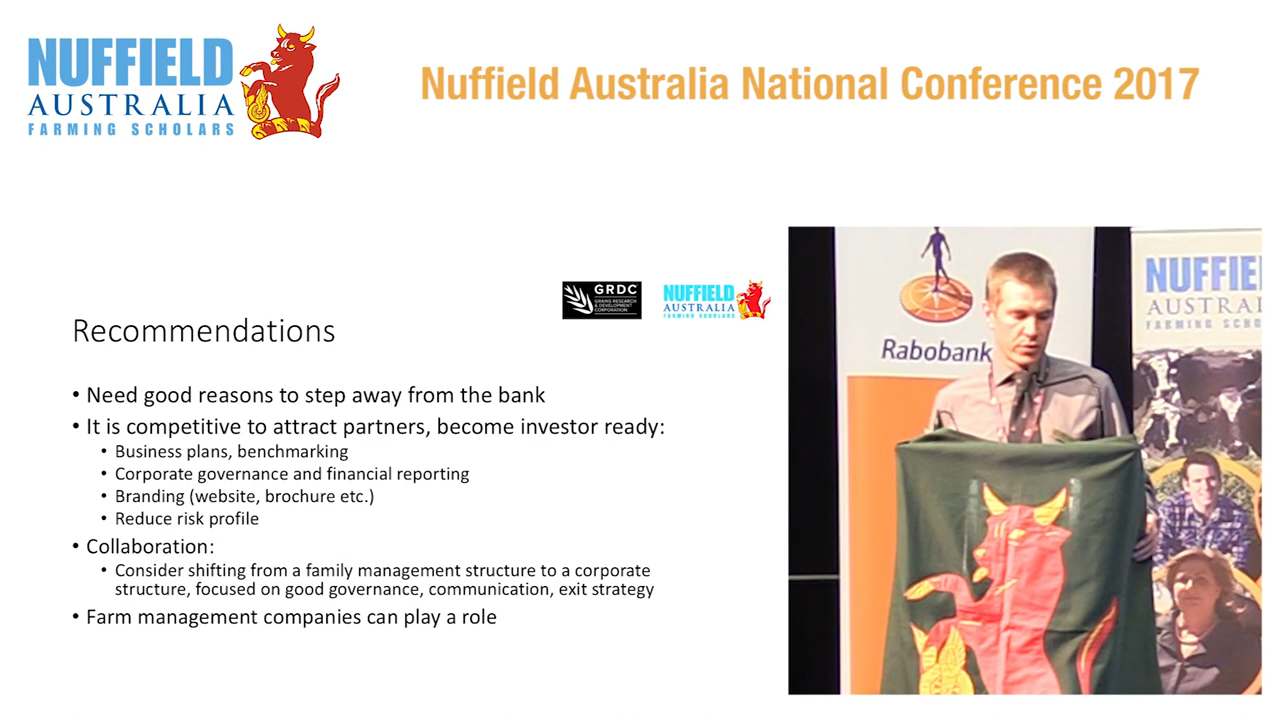 NUFFIELD
AUSTRALIA
FARMING SCHOLARS
Nuffield Australia National Conference 2017
GRDC
GRAINS RESEARCH
& DEVELOPMENT
CORPORATION
NUFFIELD
AUSTRALIA
FARMING SCHOLARS
Recommendations
• Need good reasons to step away from the bank
• It is competitive to attract partners, become investor ready:
• Business plans, benchmarking
• Corporate governance and financial reporting
• Branding (website, brochure etc.)
• Reduce risk profile
• Collaboration:
• Consider shifting from a family management structure to a corporate
structure, focused on good governance, communication, exit strategy
• Farm management companies can play a role
Rabobank
NUFFIE
AUSTRAL
FARMING SCHO